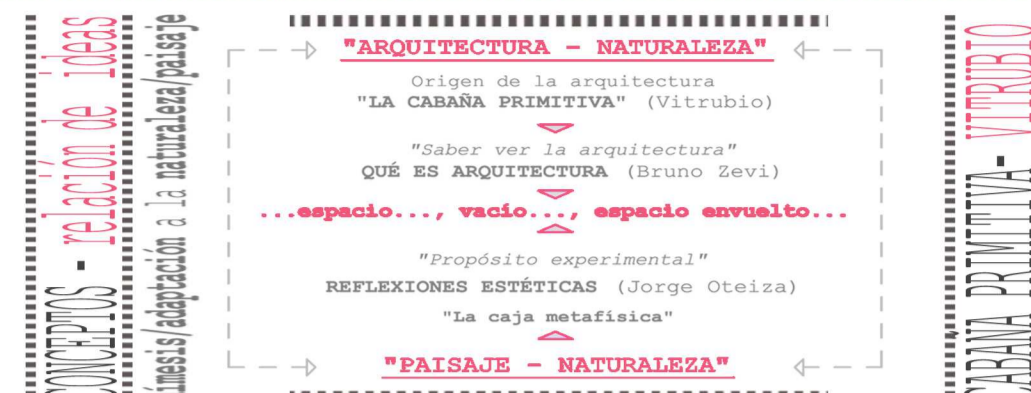 CONCEPTOS - relación de ideas
ímesis/adaptación a la naturaleza/paisaje
"ARQUITECTURA - NATURALEZA"
Origen de la arquitectura
"LA CABAÑA PRIMITIVA" (Vitrubio)
"Saber ver la arquitectura"
QUÉ ES ARQUITECTURA (Bruno Zevi)
...espacio..., vacío..., espacio envuelto...
"Propósito experimental"
REFLEXIONES ESTÉTICAS (Jorge Oteiza)
"La caja metafísica"
"PAISAJE - NATURALEZA"
CABAÑA PRIMITIVA- VITRUBIO